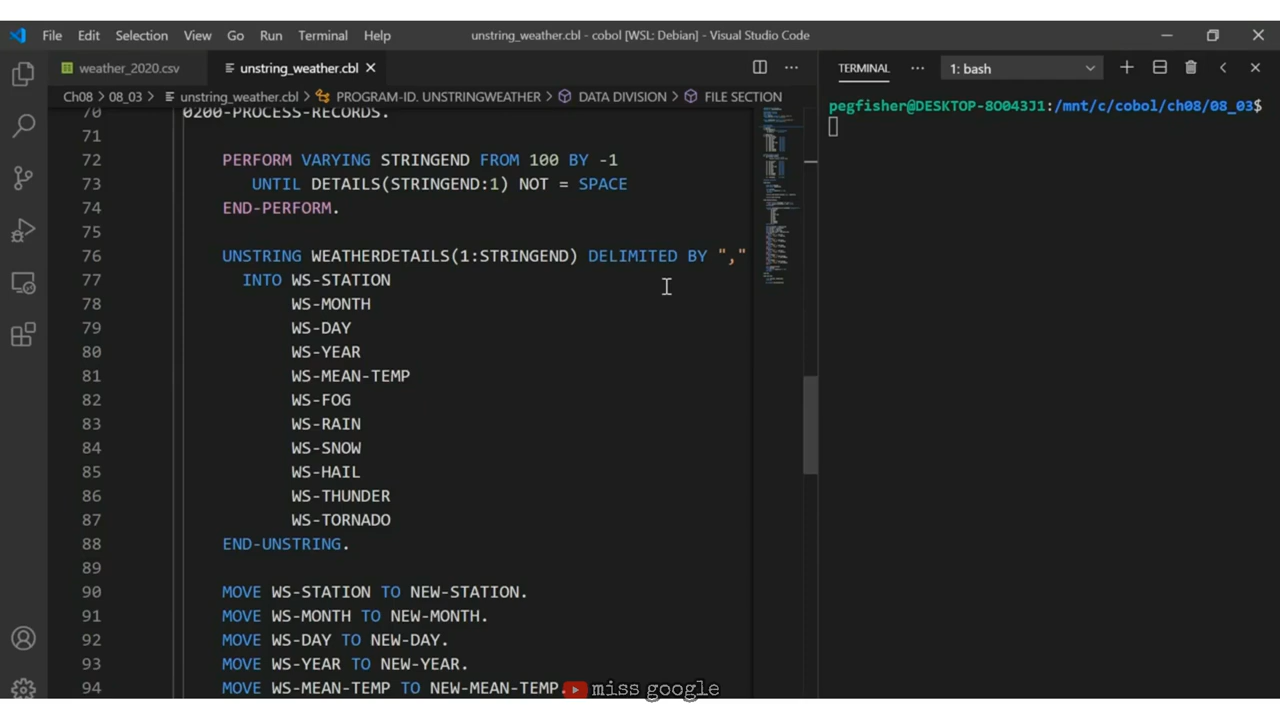 File Edit Selection View Go Run Terminal Help unstring_weather.cbl - cobol [WSL: Debian] - Visual Studio Code
weather_2020.csv unstring_weather.cbl
TERMINAL ... 1: bash
Ch08 > 08_03 > unstring_weather.cbl > PROGRAM-ID. UNSTRINGWEATHER > DATA DIVISION > FILE SECTION
pegfisher@DESKTOP-8O043J1:/mnt/c/cobol/ch08/08_03$
70 0200-PROCESS-RECORDS.
71
72 PERFORM VARYING STRINGEND FROM 100 BY -1
73 UNTIL DETAILS(STRINGEND:1) NOT = SPACE
74 END-PERFORM.
75
76 UNSTRING WEATHERDETAILS(1:STRINGEND) DELIMITED BY ","
77 INTO WS-STATION
78 WS-MONTH
79 WS-DAY
80 WS-YEAR
81 WS-MEAN-TEMP
82 WS-FOG
83 WS-RAIN
84 WS-SNOW
85 WS-HAIL
86 WS-THUNDER
87 WS-TORNADO
88 END-UNSTRING.
89
90 MOVE WS-STATION TO NEW-STATION.
91 MOVE WS-MONTH TO NEW-MONTH.
92 MOVE WS-DAY TO NEW-DAY.
93 MOVE WS-YEAR TO NEW-YEAR.
94 MOVE WS-MEAN-TEMP TO NEW-MEAN-TEMP.
miss google